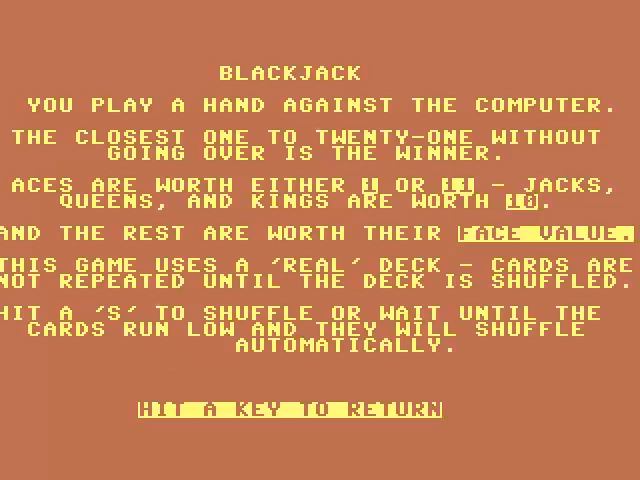 BLACKJACK
YOU PLAY A HAND AGAINST THE COMPUTER.
THE CLOSEST ONE TO TWENTY-ONE WITHOUT
GOING OVER IS THE WINNER.
ACES ARE WORTH EITHER 1 OR 11 - JACKS,
QUEENS, AND KINGS ARE WORTH 10.
AND THE REST ARE WORTH THEIR FACE VALUE.
THIS GAME USES A 'REAL' DECK - CARDS ARE
NOT REPEATED UNTIL THE DECK IS SHUFFLED.
HIT A 'S' TO SHUFFLE OR WAIT UNTIL THE
CARDS RUN LOW AND THEY WILL SHUFFLE
AUTOMATICALLY.
HIT A KEY TO RETURN